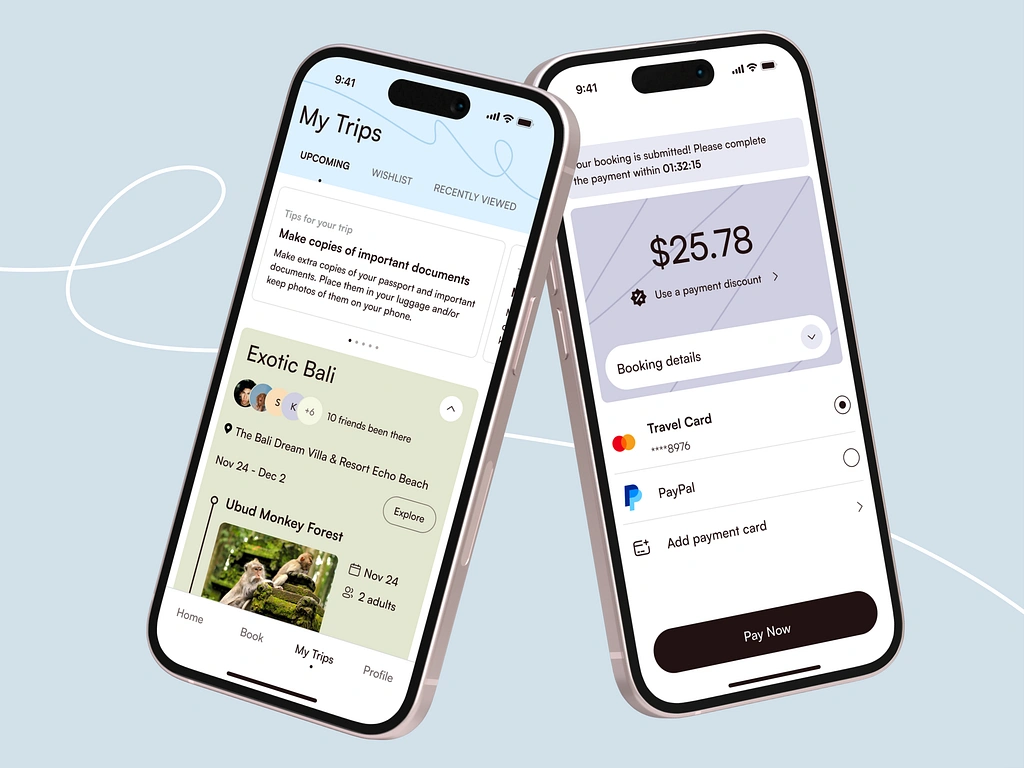 9:41
My Trips
UPCOMING
WISHLIST
RECENTLY VIEWED
Tips for your trip
Make copies of important documents
Make extra copies of your passport and important
documents. Place them in your luggage and/or
keep photos of them on your phone.
Exotic Bali
S
K
+6
10 friends been there
The Bali Dream Villa & Resort Echo Beach
Nov 24 - Dec 2
Explore
Ubud Monkey Forest
Nov 24
2 adults
Home
Book
My Trips
Profile
9:41
our booking is submitted! Please complete
the payment within 01:32:15
$25.78
Use a payment discount
Booking details
Travel Card
****8976
PayPal
Add payment card
Pay Now